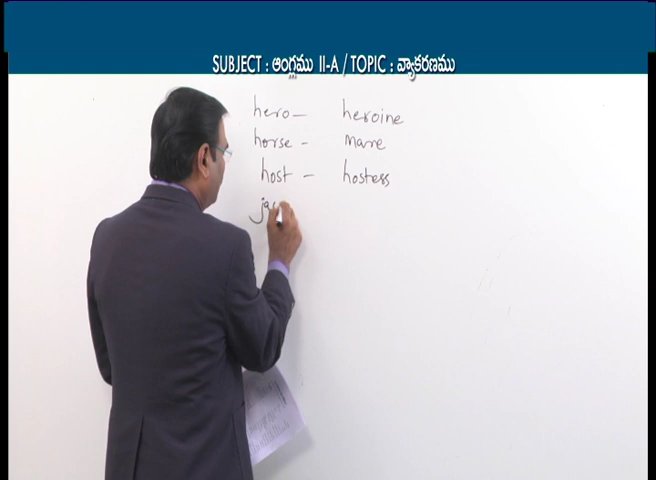 SUBJECT : ఆంగ్లము II-A / TOPIC : వ్యాకరణము
hero – heroine
horse - mare
host – hostess